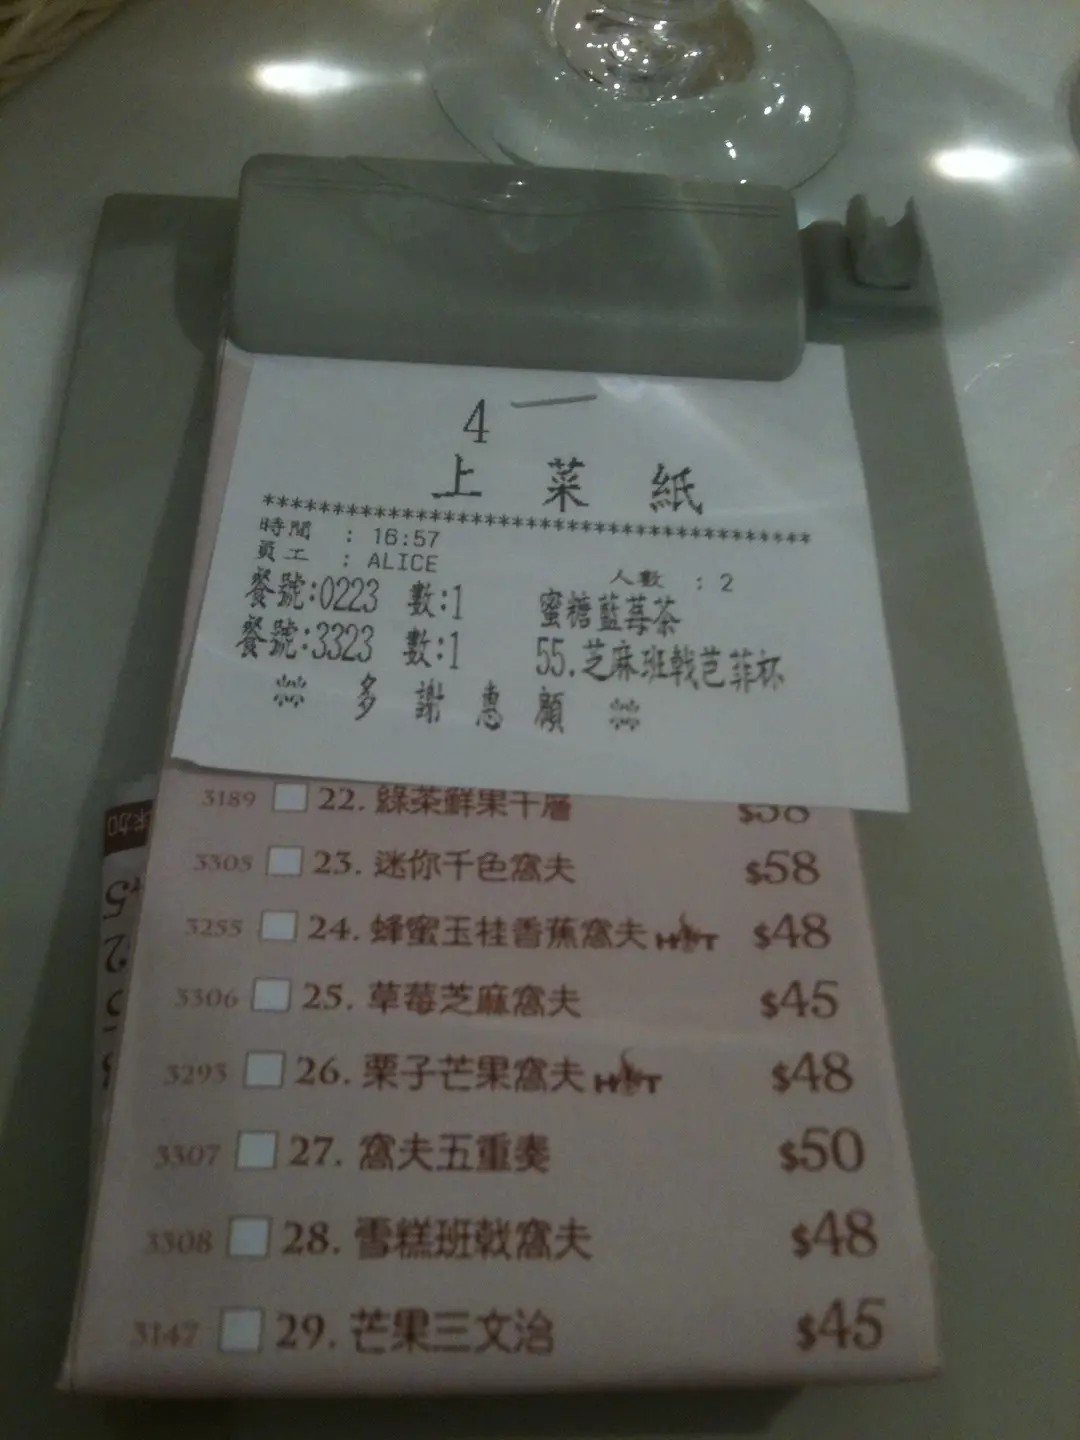 4
上菜紙
****************************************
時間 : 16:57
員工 : ALICE 人數 : 2
餐號:0223 數:1 蜜糖藍莓茶
餐號:3323 數:1 55.芝麻班戟芭菲杯
多謝惠顧
3189 22. 綠茶鮮果千層 $58
3305 23. 迷你千色窩夫 $58
3255 24. 蜂蜜玉桂香蕉窩夫 HOT $48
3306 25. 草莓芝麻窩夫 $45
3293 26. 栗子芒果窩夫 HOT $48
3307 27. 窩夫五重奏 $50
3308 28. 雪糕班戟窩夫 $48
3147 29. 芒果三文治 $45